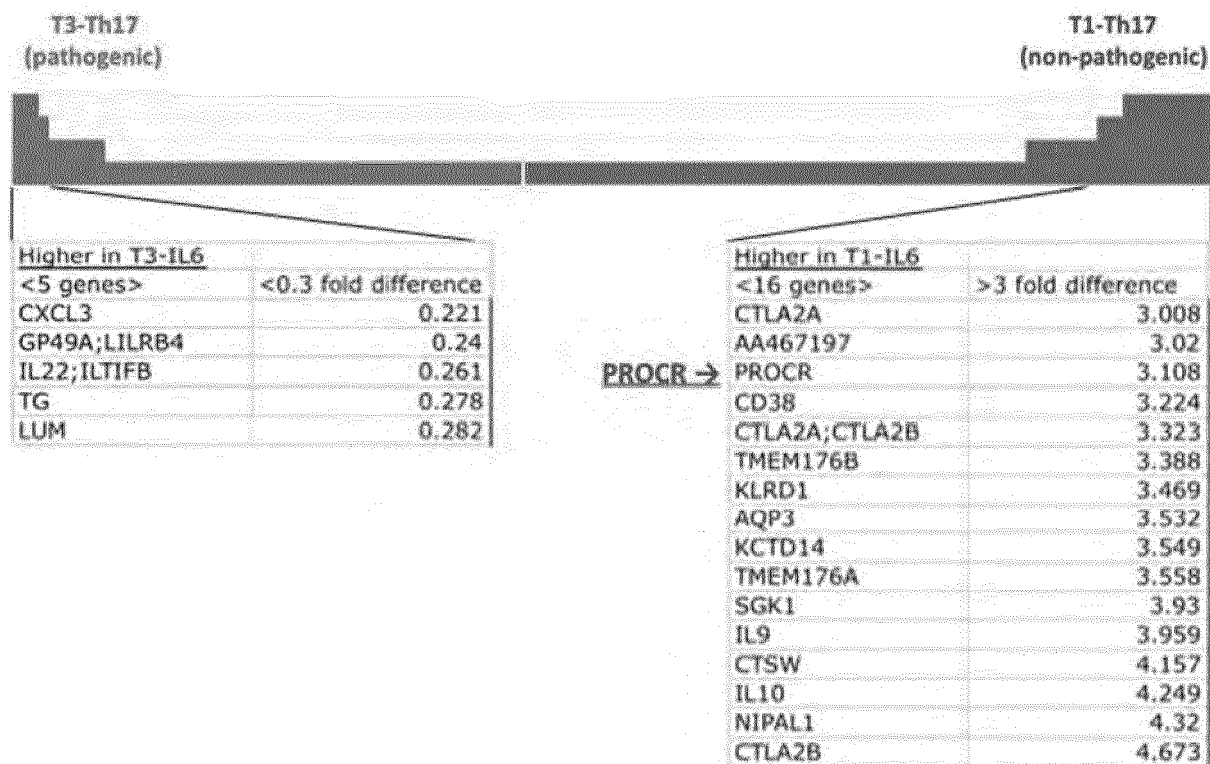 T3-Th17
(pathogenic)
T1-Th17
(non-pathogenic)
Higher in T3-IL6
<5 genes> <0.3 fold difference
CXCL3 0.221
GP49A;LILRB4 0.24
IL22;ILTIFB 0.261
TG 0.278
LUM 0.282
PROCR →
Higher in T1-IL6
<16 genes> >3 fold difference
CTLA2A 3.008
AA467197 3.02
PROCR 3.108
CD38 3.224
CTLA2A;CTLA2B 3.323
TMEM176B 3.388
KLRD1 3.469
AQP3 3.532
KCTD14 3.549
TMEM176A 3.558
SGK1 3.93
IL9 3.959
CTSW 4.157
IL10 4.249
NIPAL1 4.32
CTLA2B 4.673